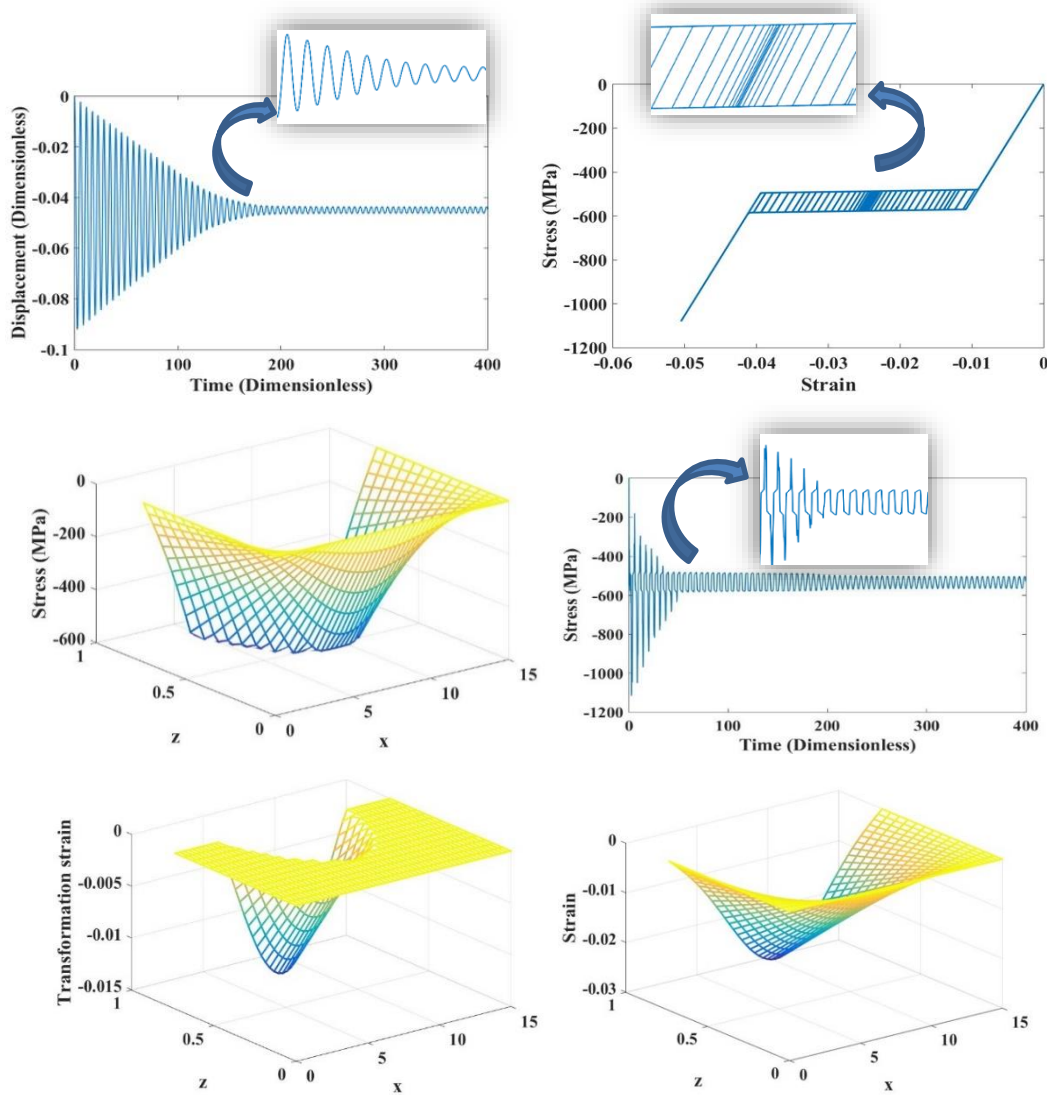 0
-0.02
-0.04
-0.06
-0.08
-0.1
Displacement (Dimensionless)
0 100 200 300 400
Time (Dimensionless)
0
-200
-400
-600
-800
-1000
-1200
Stress (MPa)
-0.06 -0.05 -0.04 -0.03 -0.02 -0.01 0
Strain
0
-200
-400
-600
Stress (MPa)
1
0.5
0
z
0
5
10
15
x
0
-200
-400
-600
-800
-1000
-1200
Stress (MPa)
0 100 200 300 400
Time (Dimensionless)
0
-0.005
-0.01
-0.015
Transformation strain
1
0.5
0
z
0
5
10
15
x
0
-0.01
-0.02
-0.03
Strain
1
0.5
0
z
0
5
10
15
x